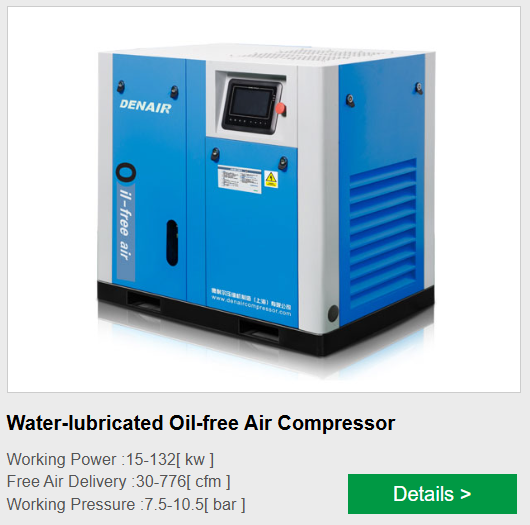 DENAIR
Oil-free air
www.denaircompressor.com
Water-lubricated Oil-free Air Compressor
Working Power :15-132[ kw ]
Free Air Delivery :30-776[ cfm ]
Working Pressure :7.5-10.5[ bar ]
Details >